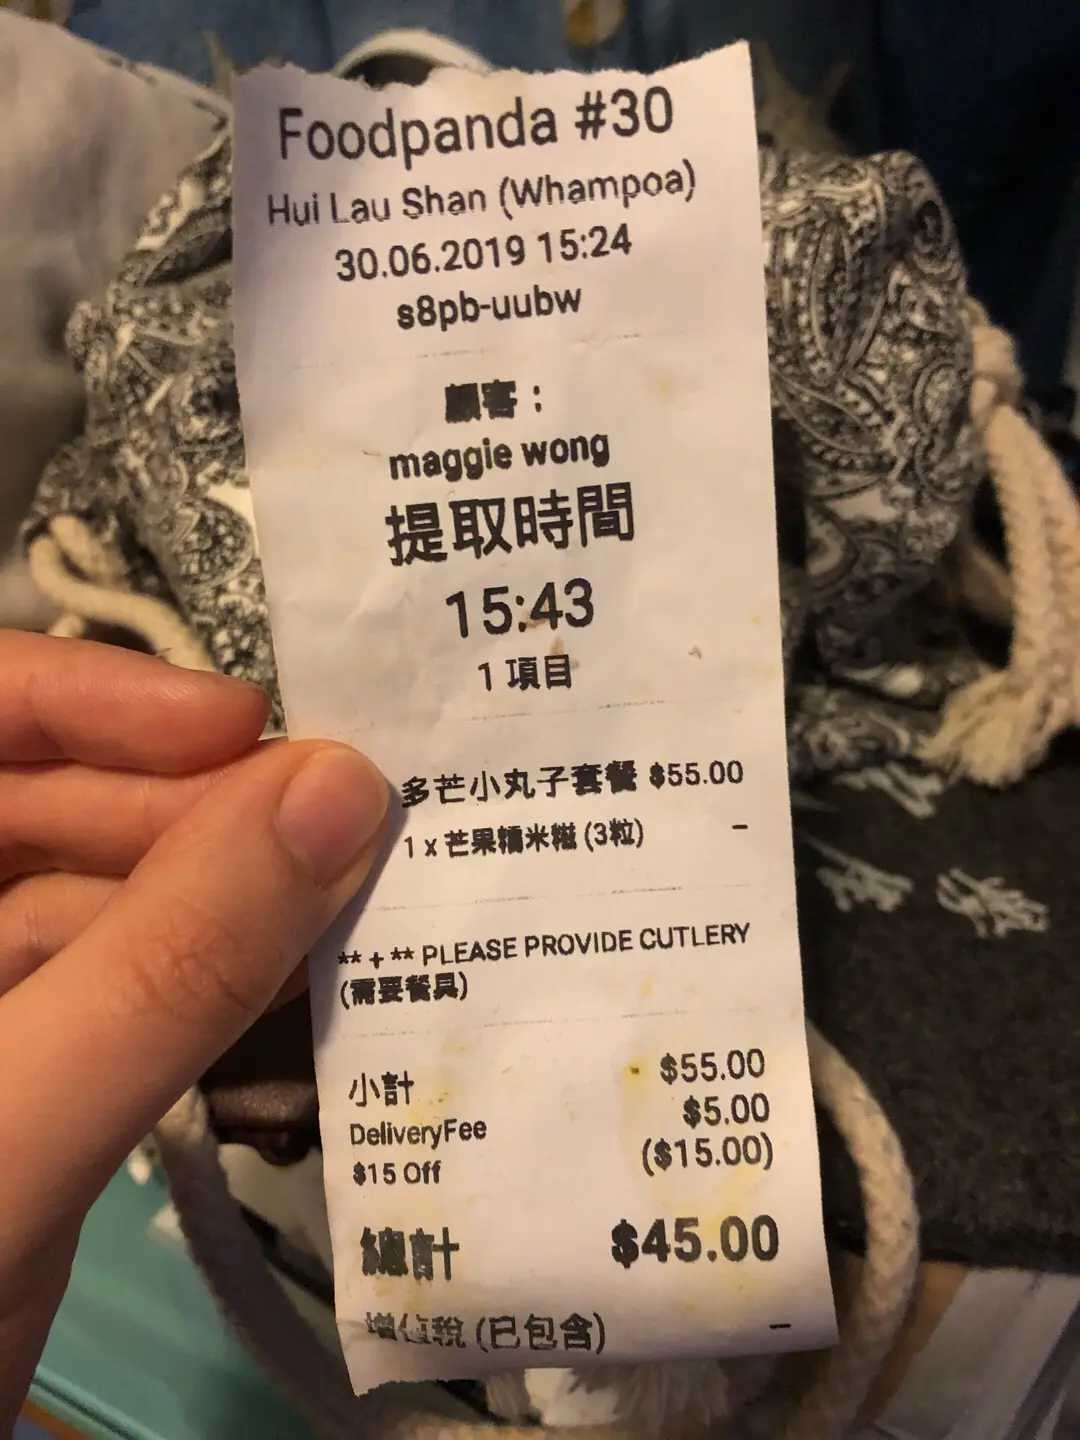 Foodpanda #30
Hui Lau Shan (Whampoa)
30.06.2019 15:24
s8pb-uubw
顧客：
maggie wong
提取時間
15:43
1 項目
多芒小丸子套餐 $55.00
1 x 芒果糯米糍 (3粒) –
** + ** PLEASE PROVIDE CUTLERY
(需要餐具)
小計 $55.00
DeliveryFee $5.00
$15 Off ($15.00)
總計 $45.00
增值稅 (已包含) –